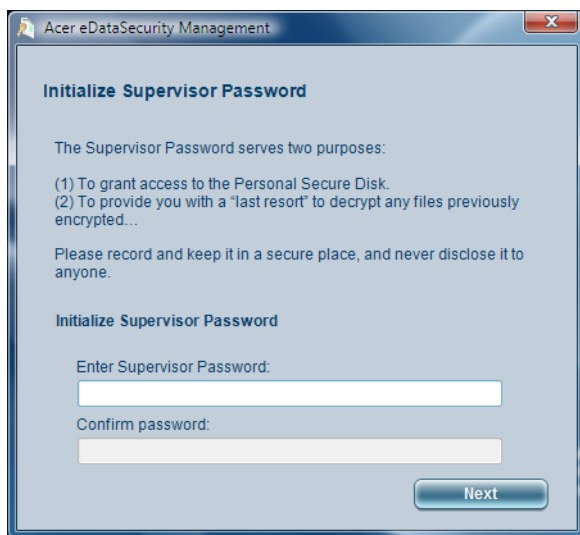 Acer eDataSecurity Management
Initialize Supervisor Password
The Supervisor Password serves two purposes:
(1) To grant access to the Personal Secure Disk.
(2) To provide you with a “last resort” to decrypt any files previously
encrypted...
Please record and keep it in a secure place, and never disclose it to
anyone.
Initialize Supervisor Password
Enter Supervisor Password:
Confirm password:
Next